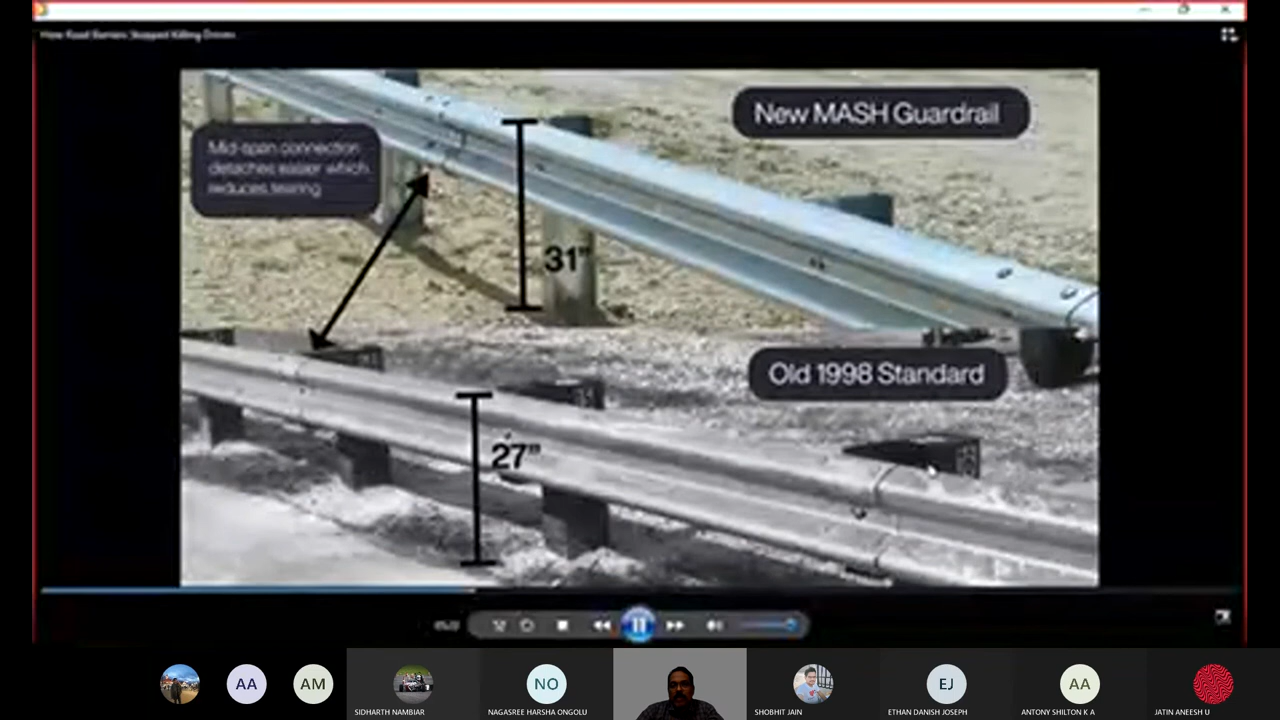 How Road Barriers Stopped Killing Drivers
New MASH Guardrail
Mid-span connection
detaches easier which
reduces tearing
31"
Old 1998 Standard
27"
AA
AM
NO
EJ
AA
SIDHARTH NAMBIAR
NAGASREE HARSHA ONGOLU
SHOBHIT JAIN
ETHAN DANISH JOSEPH
ANTONY SHILTON K A
JATIN ANEESH U